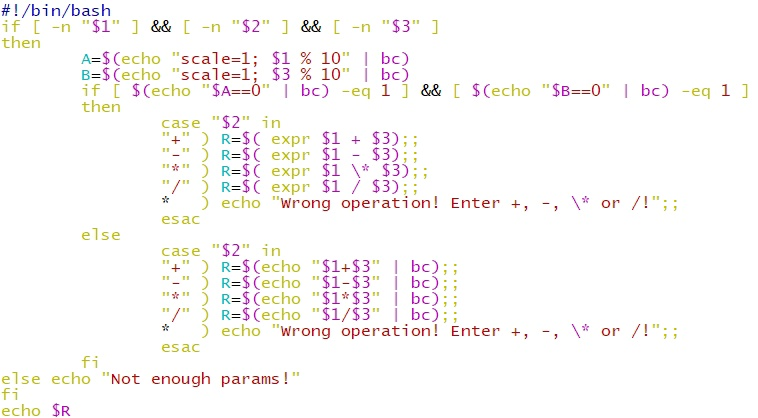 #!/bin/bash
if [ -n "$1" ] && [ -n "$2" ] && [ -n "$3" ]
then
        A=$(echo "scale=1; $1 % 10" | bc)
        B=$(echo "scale=1; $3 % 10" | bc)
        if [ $(echo "$A==0" | bc) -eq 1 ] && [ $(echo "$B==0" | bc) -eq 1 ]
        then
                case "$2" in
                "+" ) R=$( expr $1 + $3);;
                "-" ) R=$( expr $1 - $3);;
                "*" ) R=$( expr $1 \* $3);;
                "/" ) R=$( expr $1 / $3);;
                *   ) echo "Wrong operation! Enter +, -, \* or /!";;
                esac
        else
                case "$2" in
                "+" ) R=$(echo "$1+$3" | bc);;
                "-" ) R=$(echo "$1-$3" | bc);;
                "*" ) R=$(echo "$1*$3" | bc);;
                "/" ) R=$(echo "$1/$3" | bc);;
                *   ) echo "Wrong operation! Enter +, -, \* or /!";;
                esac
        fi
else echo "Not enough params!"
fi
echo $R